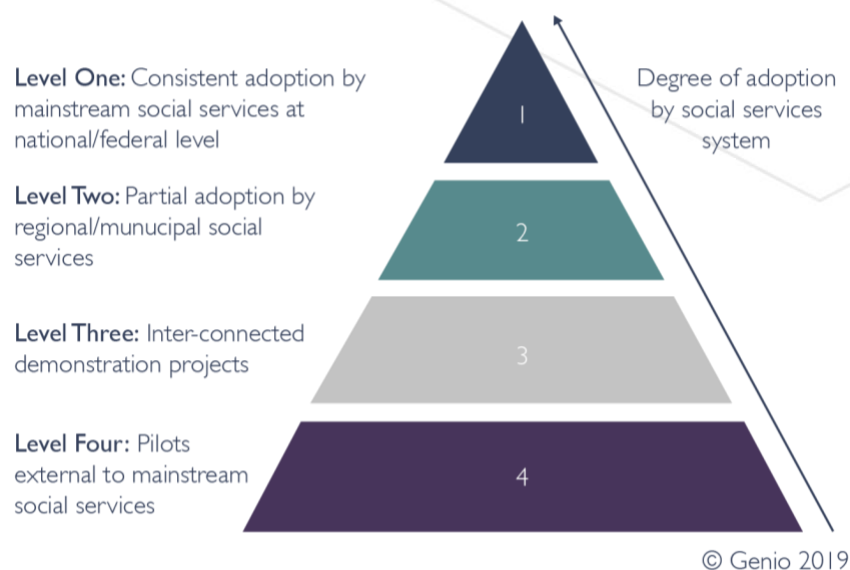 Level One: Consistent adoption by
mainstream social services at
national/federal level
Degree of adoption
by social services
system
1
Level Two: Partial adoption by
regional/munucipal social
services
2
Level Three: Inter-connected
demonstration projects
3
Level Four: Pilots
external to mainstream
social services
4
© Genio 2019